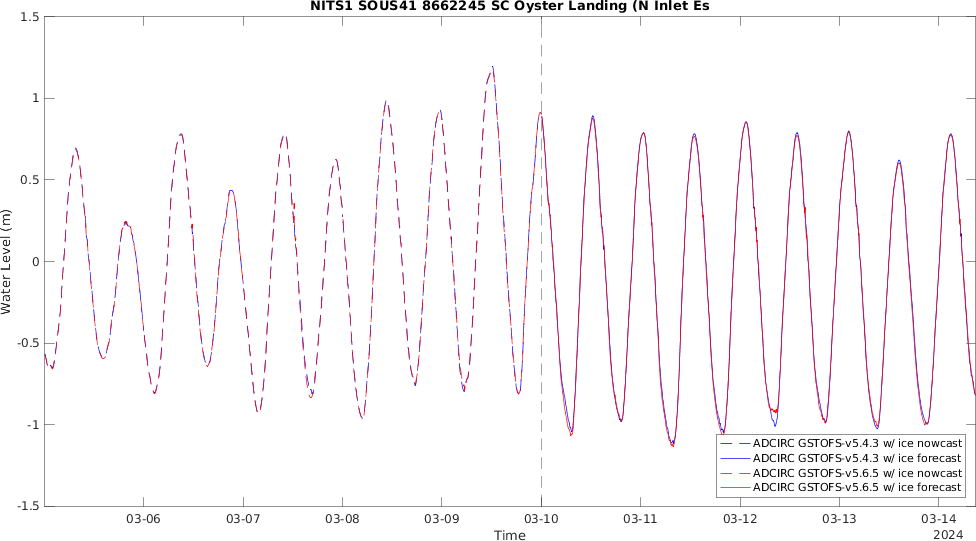 NITS1 SOUS41 8662245 SC Oyster Landing (N Inlet Es
1.5
1
0.5
0
-0.5
-1
-1.5
Water Level (m)
03-06
03-07
03-08
03-09
03-10
03-11
03-12
03-13
03-14
2024
Time
ADCIRC GSTOFS-v5.4.3 w/ ice nowcast
ADCIRC GSTOFS-v5.4.3 w/ ice forecast
ADCIRC GSTOFS-v5.6.5 w/ ice nowcast
ADCIRC GSTOFS-v5.6.5 w/ ice forecast